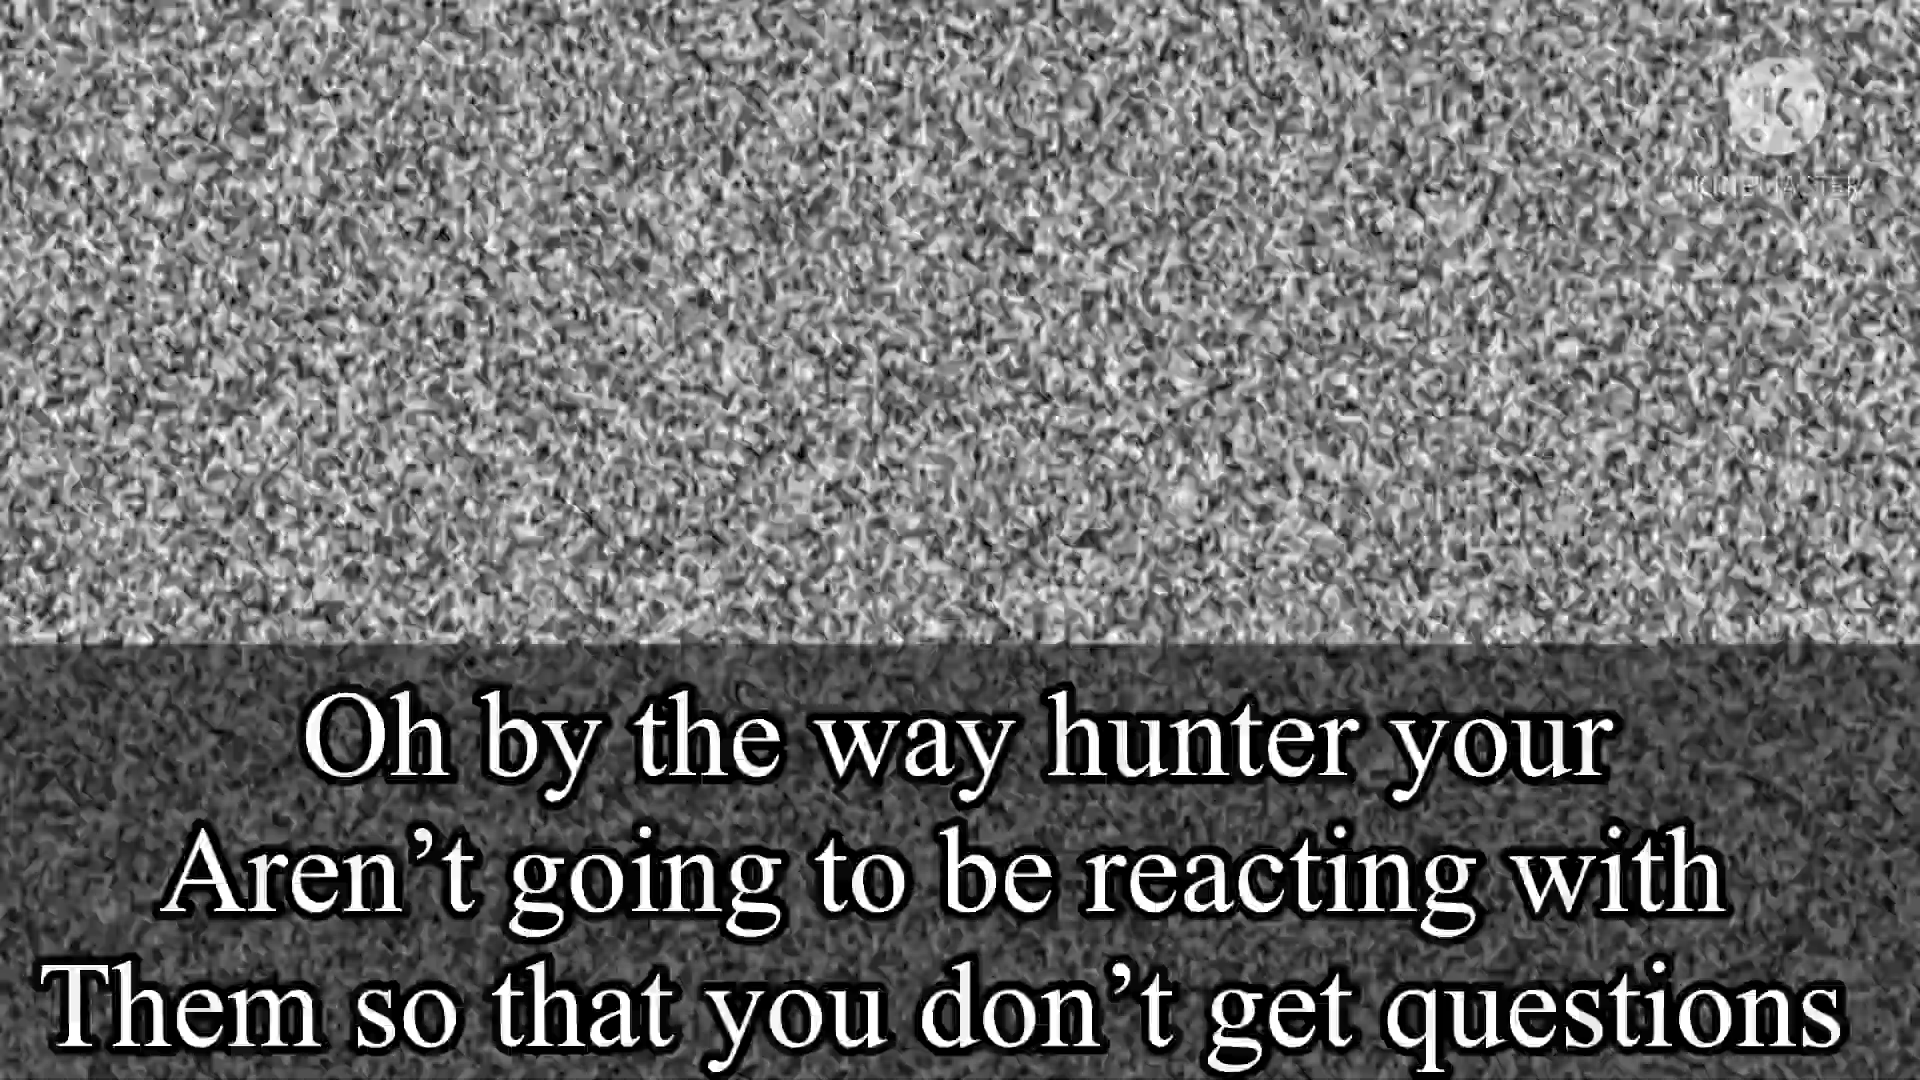 KINEMASTER
Oh by the way hunter your
Aren’t going to be reacting with
Them so that you don’t get questions